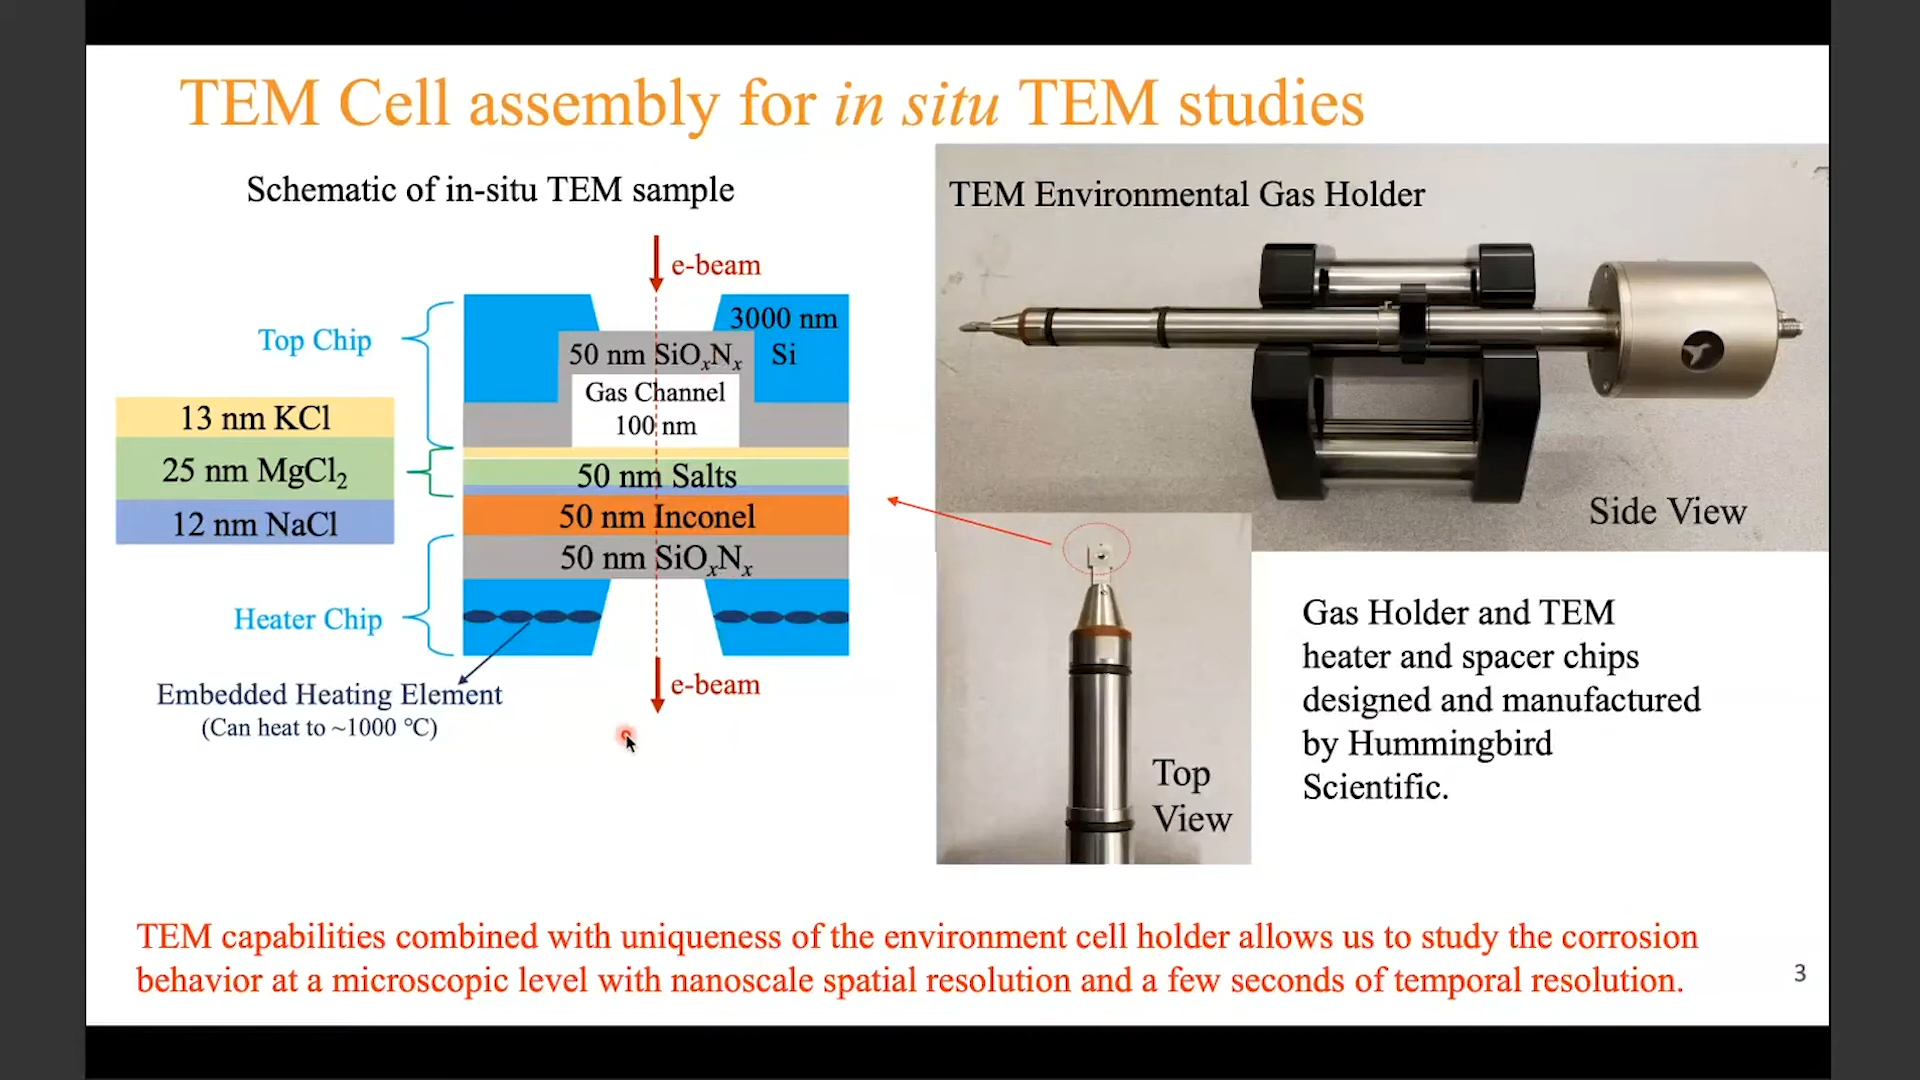 TEM Cell assembly for in situ TEM studies
Schematic of in-situ TEM sample
e-beam
Top Chip
3000 nm
Si
50 nm SiOₓNₓ
Gas Channel
100 nm
13 nm KCl
25 nm MgCl₂
12 nm NaCl
50 nm Salts
50 nm Inconel
50 nm SiOₓNₓ
Heater Chip
Embedded Heating Element
(Can heat to ~1000 °C)
e-beam
TEM Environmental Gas Holder
Side View
Top
View
Gas Holder and TEM
heater and spacer chips
designed and manufactured
by Hummingbird
Scientific.
TEM capabilities combined with uniqueness of the environment cell holder allows us to study the corrosion
behavior at a microscopic level with nanoscale spatial resolution and a few seconds of temporal resolution.
3